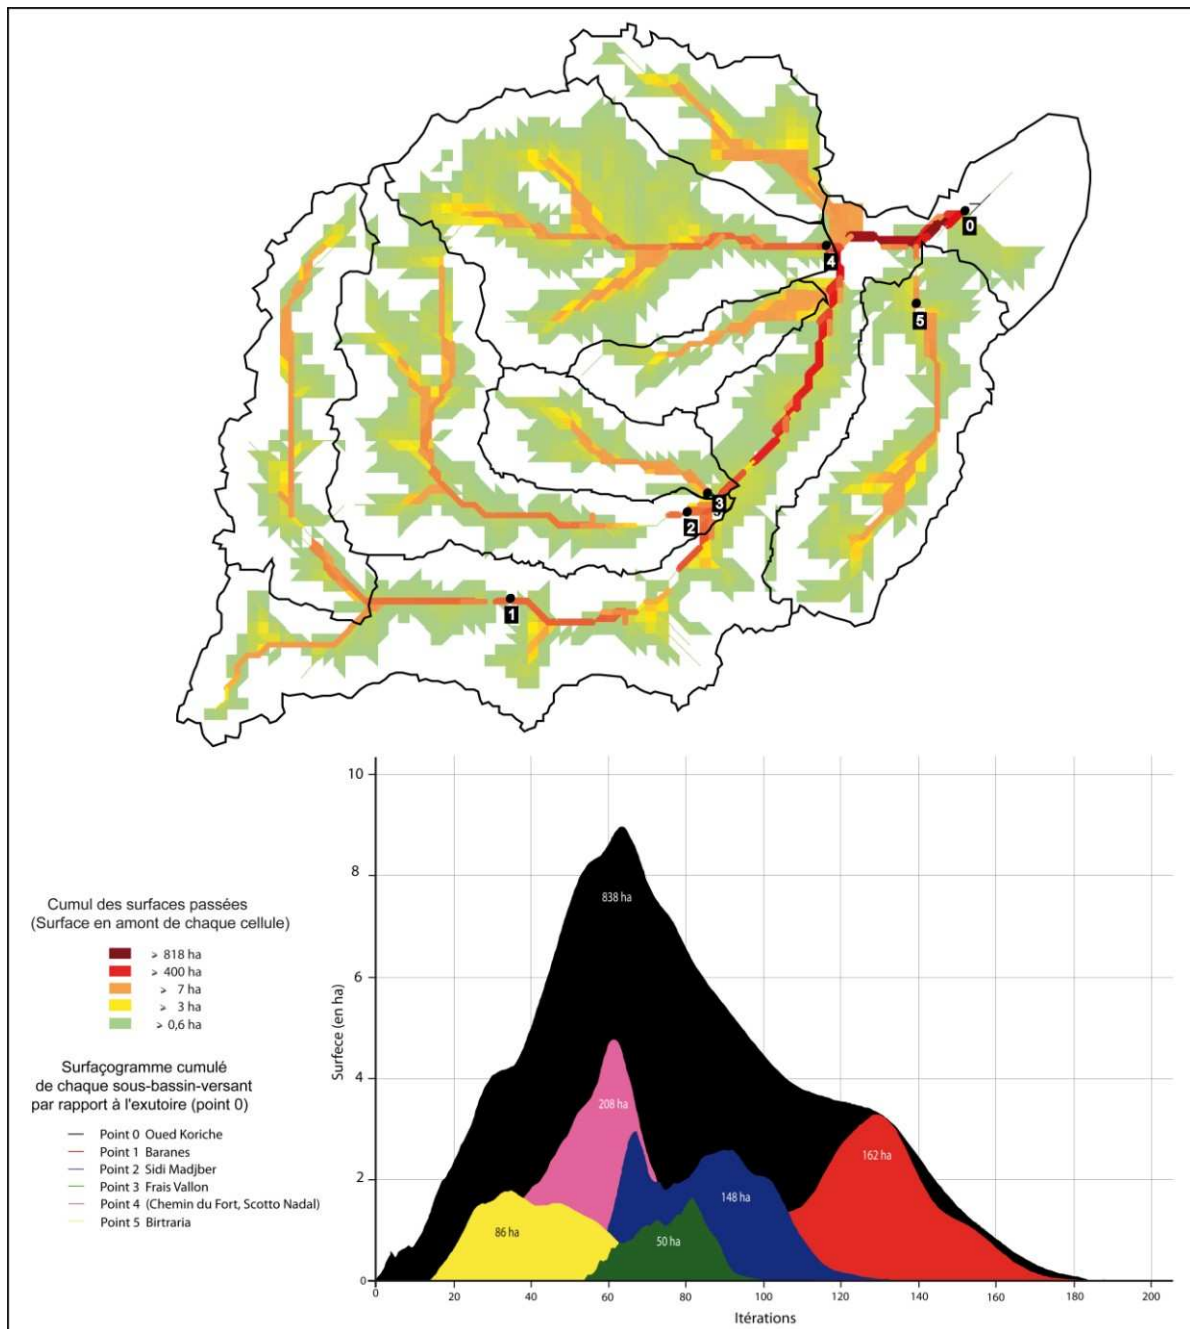 0
4
5
3
2
1
Cumul des surfaces passées
(Surface en amont de chaque cellule)
> 818 ha
> 400 ha
> 7 ha
> 3 ha
> 0,6 ha
Surfaçogramme cumulé
de chaque sous-bassin-versant
par rapport à l'exutoire (point 0)
Point 0 Oued Koriche
Point 1 Baranes
Point 2 Sidi Madjber
Point 3 Frais Vallon
Point 4 (Chemin du Fort, Scotto Nadal)
Point 5 Birtraria
Surfece (en ha)
10
8
6
4
2
0
838 ha
208 ha
162 ha
148 ha
86 ha
50 ha
0 20 40 60 80 100 120 140 160 180 200
Itérations